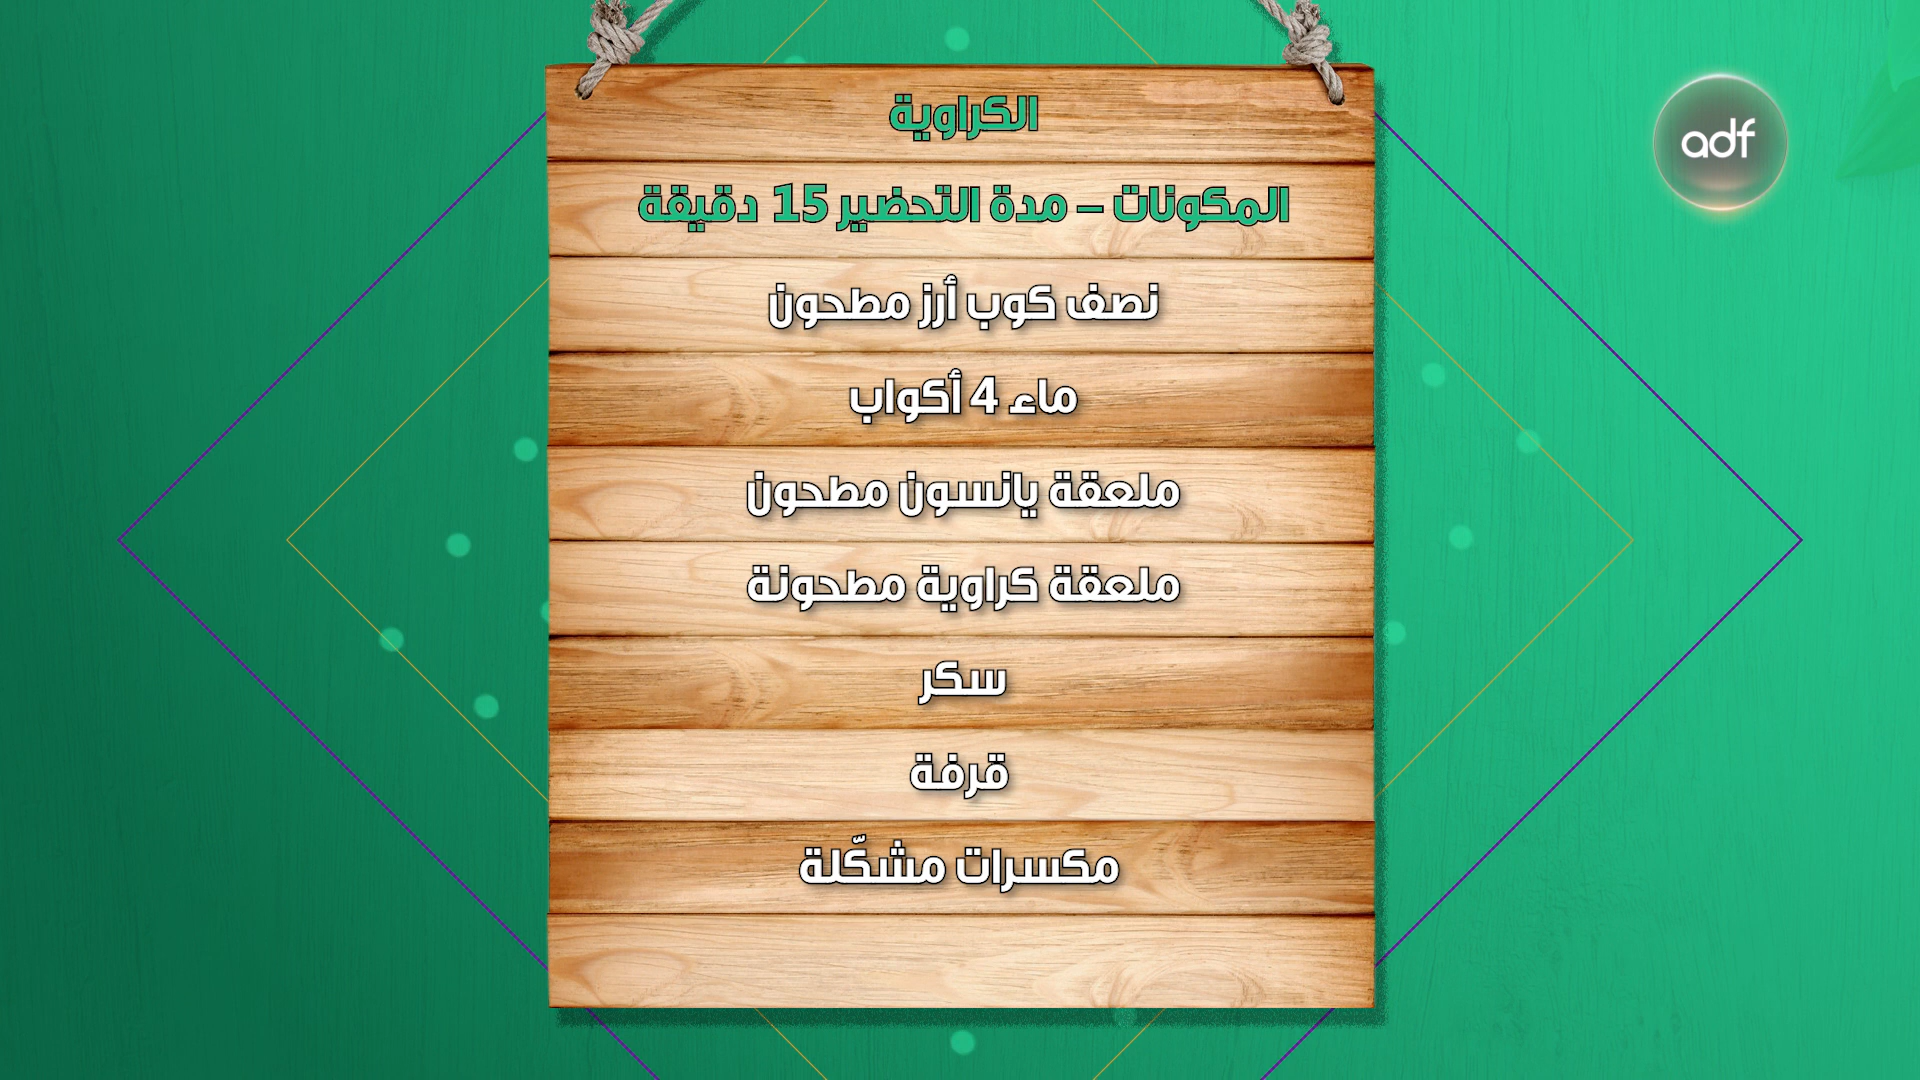 الكراوية
adf
المكونات – مدة التحضير 15 دقيقة
نصف كوب أرز مطحون
ماء 4 أكواب
ملعقة يانسون مطحون
ملعقة كراوية مطحونة
سكر
قرفة
مكسرات مشكّلة